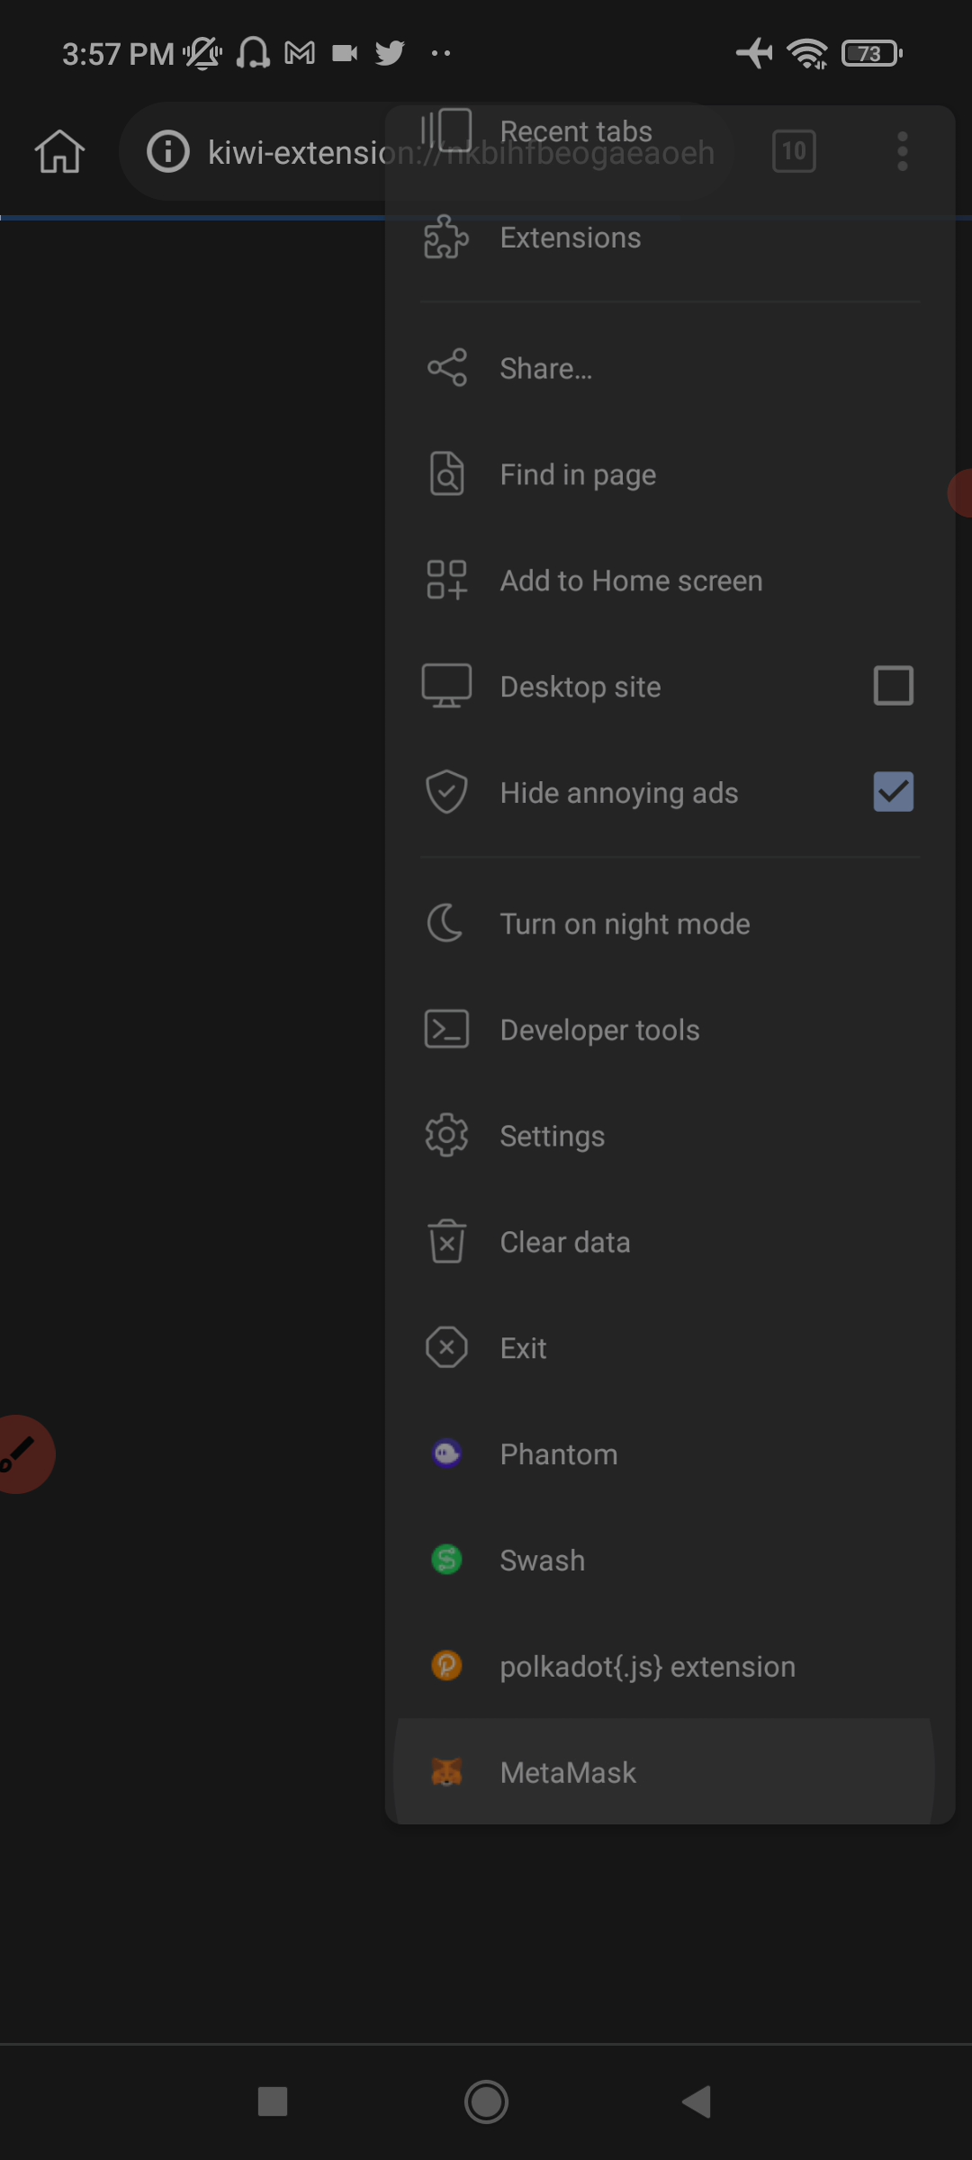 3:57 PM
73
kiwi-extension://nkbihfbeogaeaoeh
10
Recent tabs
Extensions
Share...
Find in page
Add to Home screen
Desktop site
Hide annoying ads
Turn on night mode
Developer tools
Settings
Clear data
Exit
Phantom
Swash
polkadot{.js} extension
MetaMask